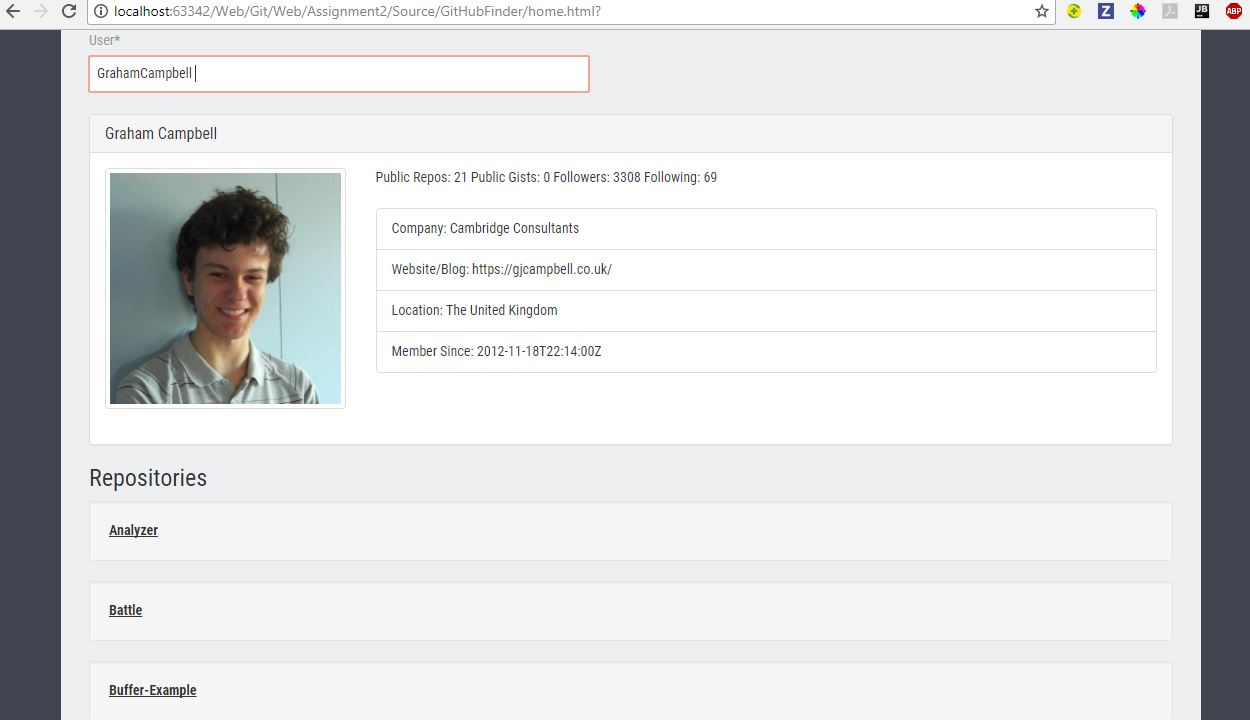 localhost:63342/Web/Git/Web/Assignment2/Source/GitHubFinder/home.html?
Z
JB
ABP
User*
GrahamCampbell
Graham Campbell
Public Repos: 21 Public Gists: 0 Followers: 3308 Following: 69
Company: Cambridge Consultants
Website/Blog: https://gjcampbell.co.uk/
Location: The United Kingdom
Member Since: 2012-11-18T22:14:00Z
Repositories
Analyzer
Battle
Buffer-Example